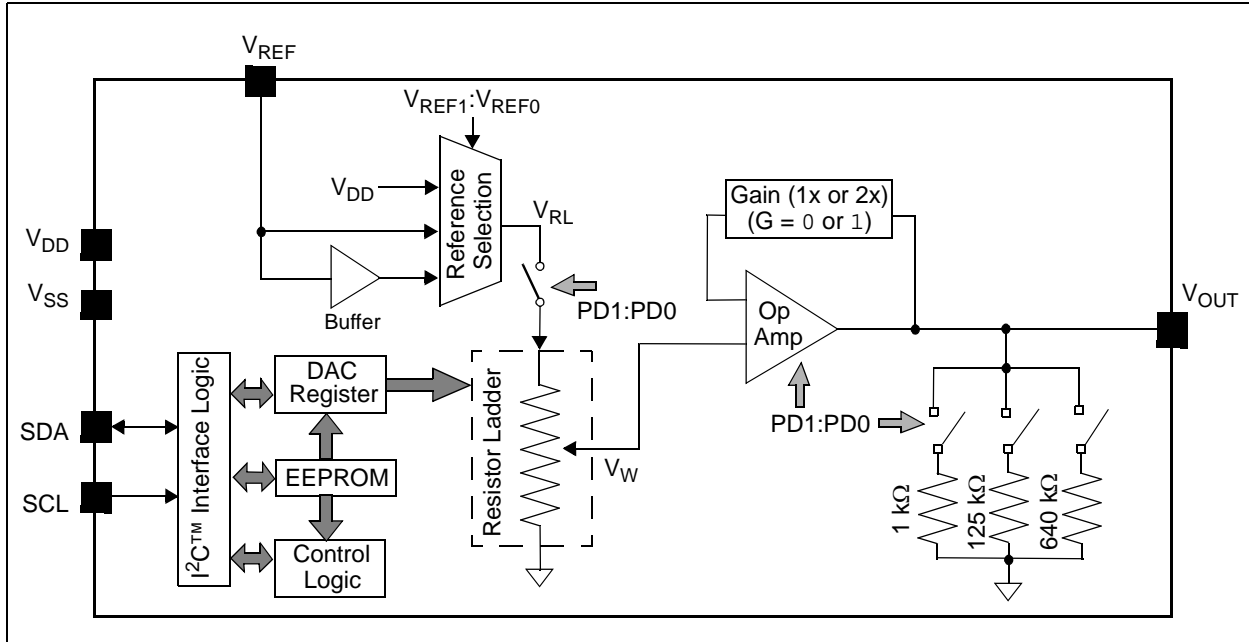 VREF
VREF1:VREF0
VDD
Reference
Selection
VRL
Gain (1x or 2x)
(G = 0 or 1)
VDD
VSS
Buffer
PD1:PD0
Op
Amp
VOUT
I²C™ Interface Logic
DAC
Register
Resistor Ladder
PD1:PD0
SDA
EEPROM
VW
SCL
Control
Logic
1 kΩ
125 kΩ
640 kΩ